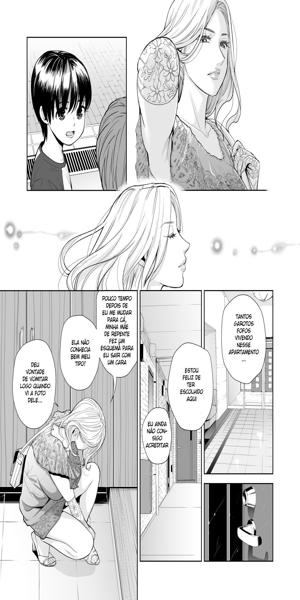 TANTOS
GAROTOS
FOFOS
VIVENDO
NESSE
APARTAMENTO
...
ESTOU
FELIZ DE
TER
ESCOLHIDO
AQUI
EU AINDA
NÃO CON-
SIGO
ACREDITAR
POUCO TEMPO
DEPOIS DE
EU ME MUDAR
PARA CÁ,
MINHA MÃE
DE REPENTE
FEZ UM
ESQUEMA PARA
EU SAIR COM
UM CARA
ELA NÃO
CONHECIA
BEM MEU
TIPO!
DEU
VONTADE
DE VOMITAR
LOGO QUANDO
VI A FOTO
DELE...